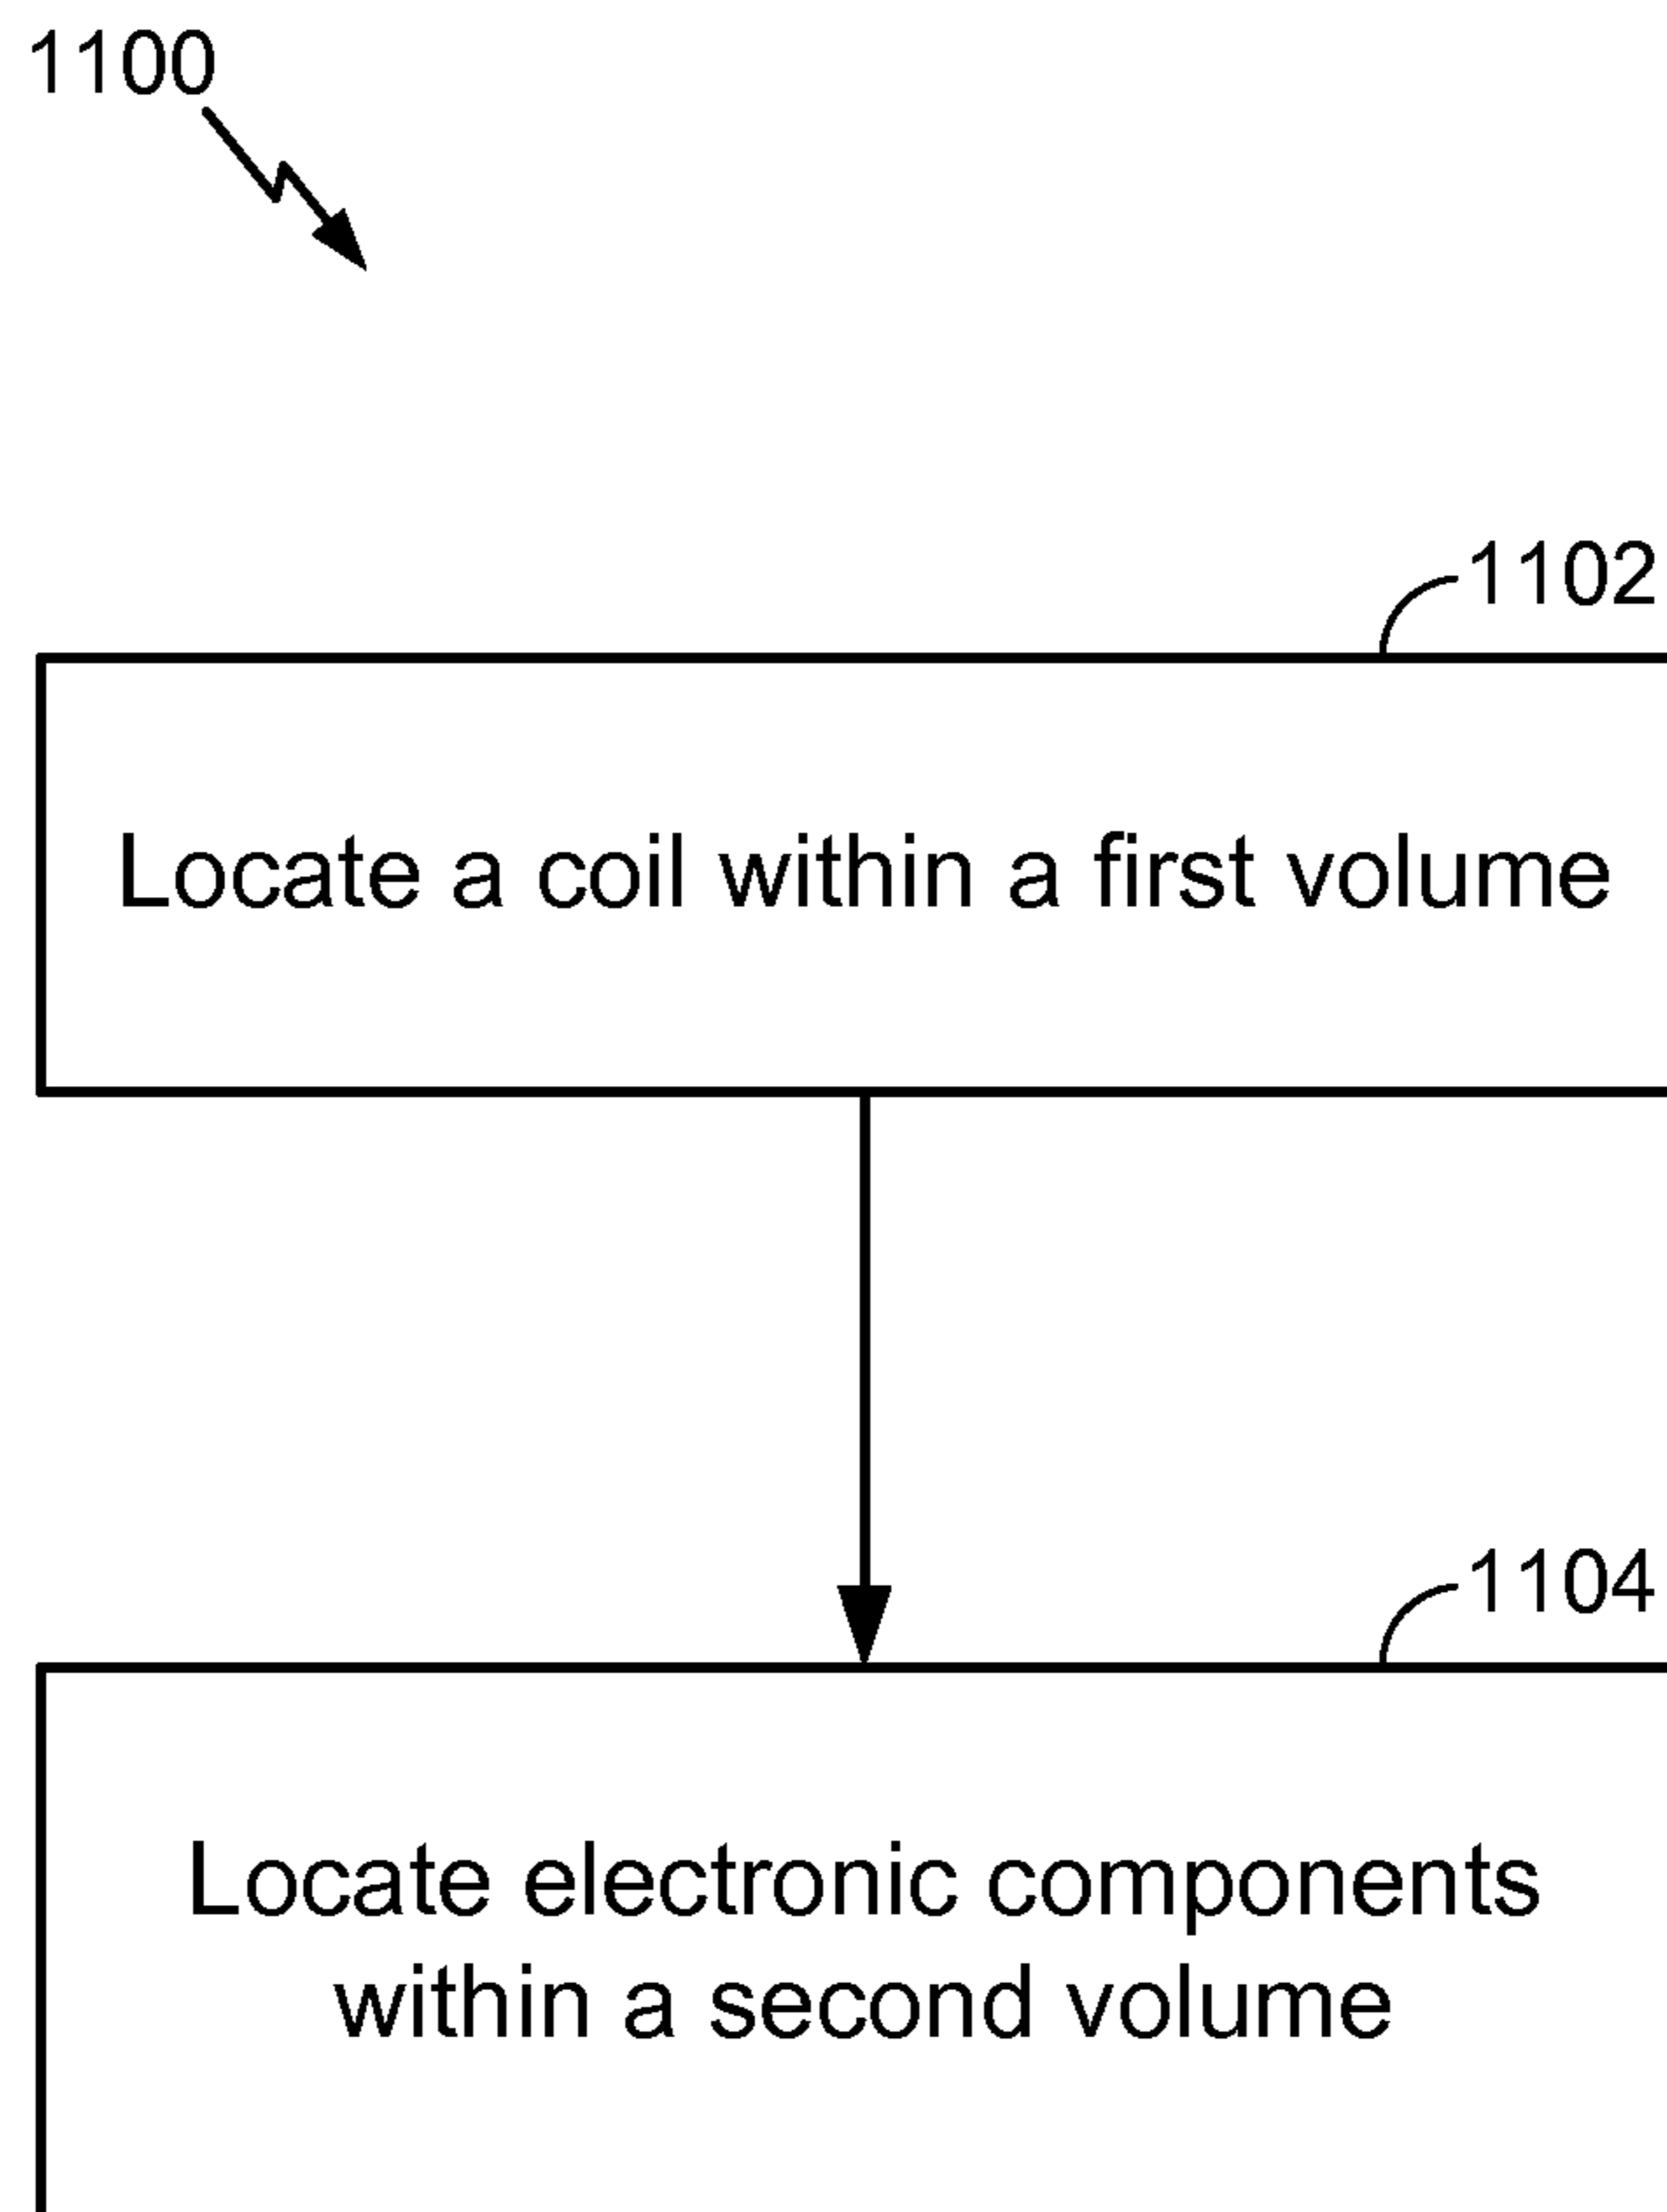 1100
1102
Locate a coil within a first volume
1104
Locate electronic components
within a second volume